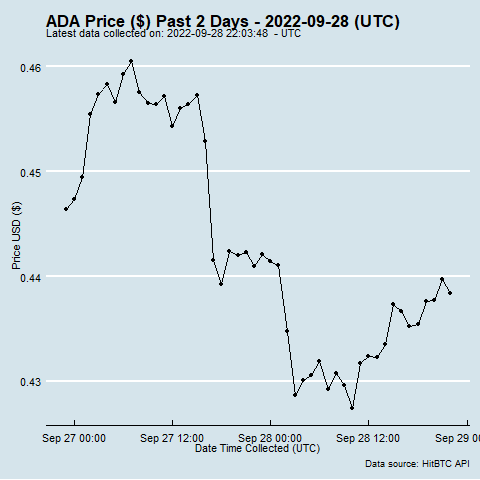 ADA Price ($) Past 2 Days - 2022-09-28 (UTC)
Latest data collected on: 2022-09-28 22:03:48 - UTC
0.46
0.45
0.44
0.43
Price USD ($)
Sep 27 00:00 Sep 27 12:00 Sep 28 00:00 Sep 28 12:00 Sep 29 0
Date Time Collected (UTC)
Data source: HitBTC API